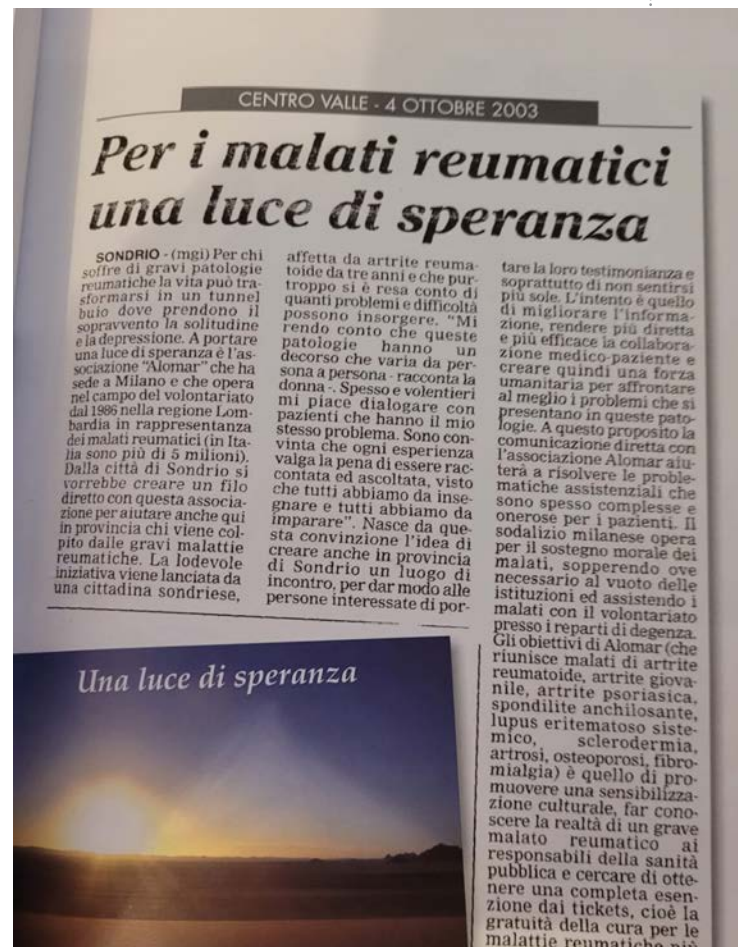 CENTRO VALLE - 4 OTTOBRE 2003
Per i malati reumatici
una luce di speranza
SONDRIO - (mgi) Per chi
soffre di gravi patologie
reumatiche la vita può tra-
sformarsi in un tunnel
buio dove prendono il
sopravvento la solitudine
e la depressione. A portare
una luce di speranza è l'as-
sociazione "Alomar" che ha
sede a Milano e che opera
nel campo del volontariato
dal 1986 nella regione Lom-
bardia in rappresentanza
dei malati reumatici (in Ita-
lia sono più di 5 milioni).
Dalla città di Sondrio si
vorrebbe creare un filo
diretto con questa associa-
zione per aiutare anche qui
in provincia chi viene col-
pito dalle gravi malattie
reumatiche. La lodevole
iniziativa viene lanciata da
una cittadina sondriese,
affetta da artrite reuma-
toide da tre anni e che pur-
troppo si è resa conto di
quanti problemi e difficoltà
possono insorgere. "Mi
rendo conto che queste
patologie hanno un
decorso che varia da per-
sona a persona - racconta la
donna -. Spesso e volentieri
mi piace dialogare con
pazienti che hanno il mio
stesso problema. Sono con-
vinta che ogni esperienza
valga la pena di essere rac-
contata ed ascoltata, visto
che tutti abbiamo da inse-
gnare e tutti abbiamo da
imparare". Nasce da que-
sta convinzione l'idea di
creare anche in provincia
di Sondrio un luogo di
incontro, per dar modo alle
persone interessate di por-
tare la loro testimonianza e
soprattutto di non sentirsi
più sole. L'intento è quello
di migliorare l'informa-
zione, rendere più diretta
e più efficace la collabora-
zione medico-paziente e
creare quindi una forza
umanitaria per affrontare
al meglio i problemi che si
presentano in queste pato-
logie. A questo proposito la
comunicazione diretta con
l'associazione Alomar aiu-
terà a risolvere le proble-
matiche assistenziali che
sono spesso complesse e
onerose per i pazienti. Il
sodalizio milanese opera
per il sostegno morale dei
malati, sopperendo ove
necessario al vuoto delle
istituzioni ed assistendo i
malati con il volontariato
presso i reparti di degenza.
Gli obiettivi di Alomar (che
riunisce malati di artrite
reumatoide, artrite giova-
nile, artrite psoriasica,
spondilite anchilosante,
lupus eritematoso siste-
mico, sclerodermia,
artrosi, osteoporosi, fibro-
mialgia) è quello di pro-
muovere una sensibilizza-
zione culturale, far cono-
scere la realtà di un grave
malato reumatico ai
responsabili della sanità
pubblica e cercare di otte-
nere una completa esen-
zione dai tickets, cioè la
gratuità della cura per le
malattie reumatiche più
Una luce di speranza